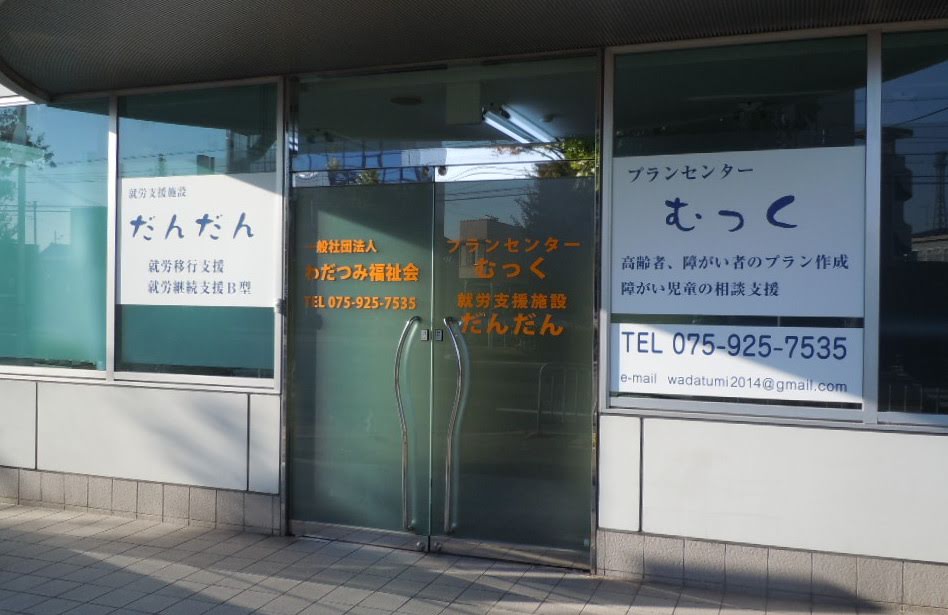 就労支援施設
だんだん
就労移行支援
就労継続支援B型
一般社団法人
わだつみ福祉会
TEL 075-925-7535
プランセンター
むっく
就労支援施設
だんだん
プランセンター
むっく
高齢者、障がい者のプラン作成
障がい児童の相談支援
TEL 075-925-7535
e-mail wadatumi2014@gmail.com